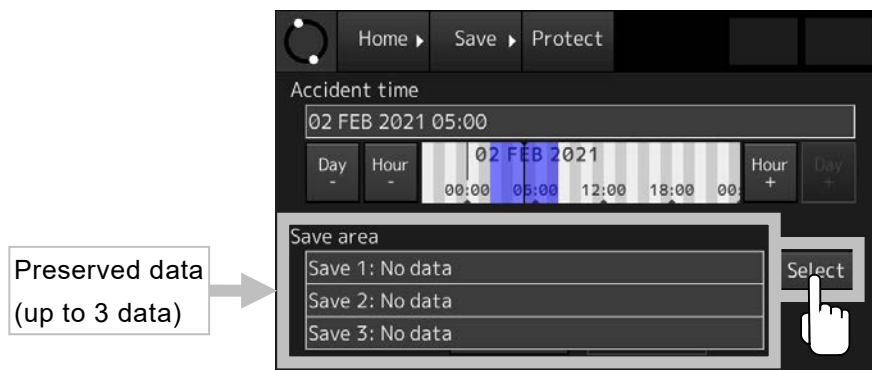 Home ▶ Save ▶ Protect
Accident time
02 FEB 2021 05:00
Day
-
Hour
-
02 FEB 2021
00:00 06:00 12:00 18:00 00:
Hour
+
Day
+
Save area
Save 1: No data
Save 2: No data
Save 3: No data
Select
Preserved data
(up to 3 data)